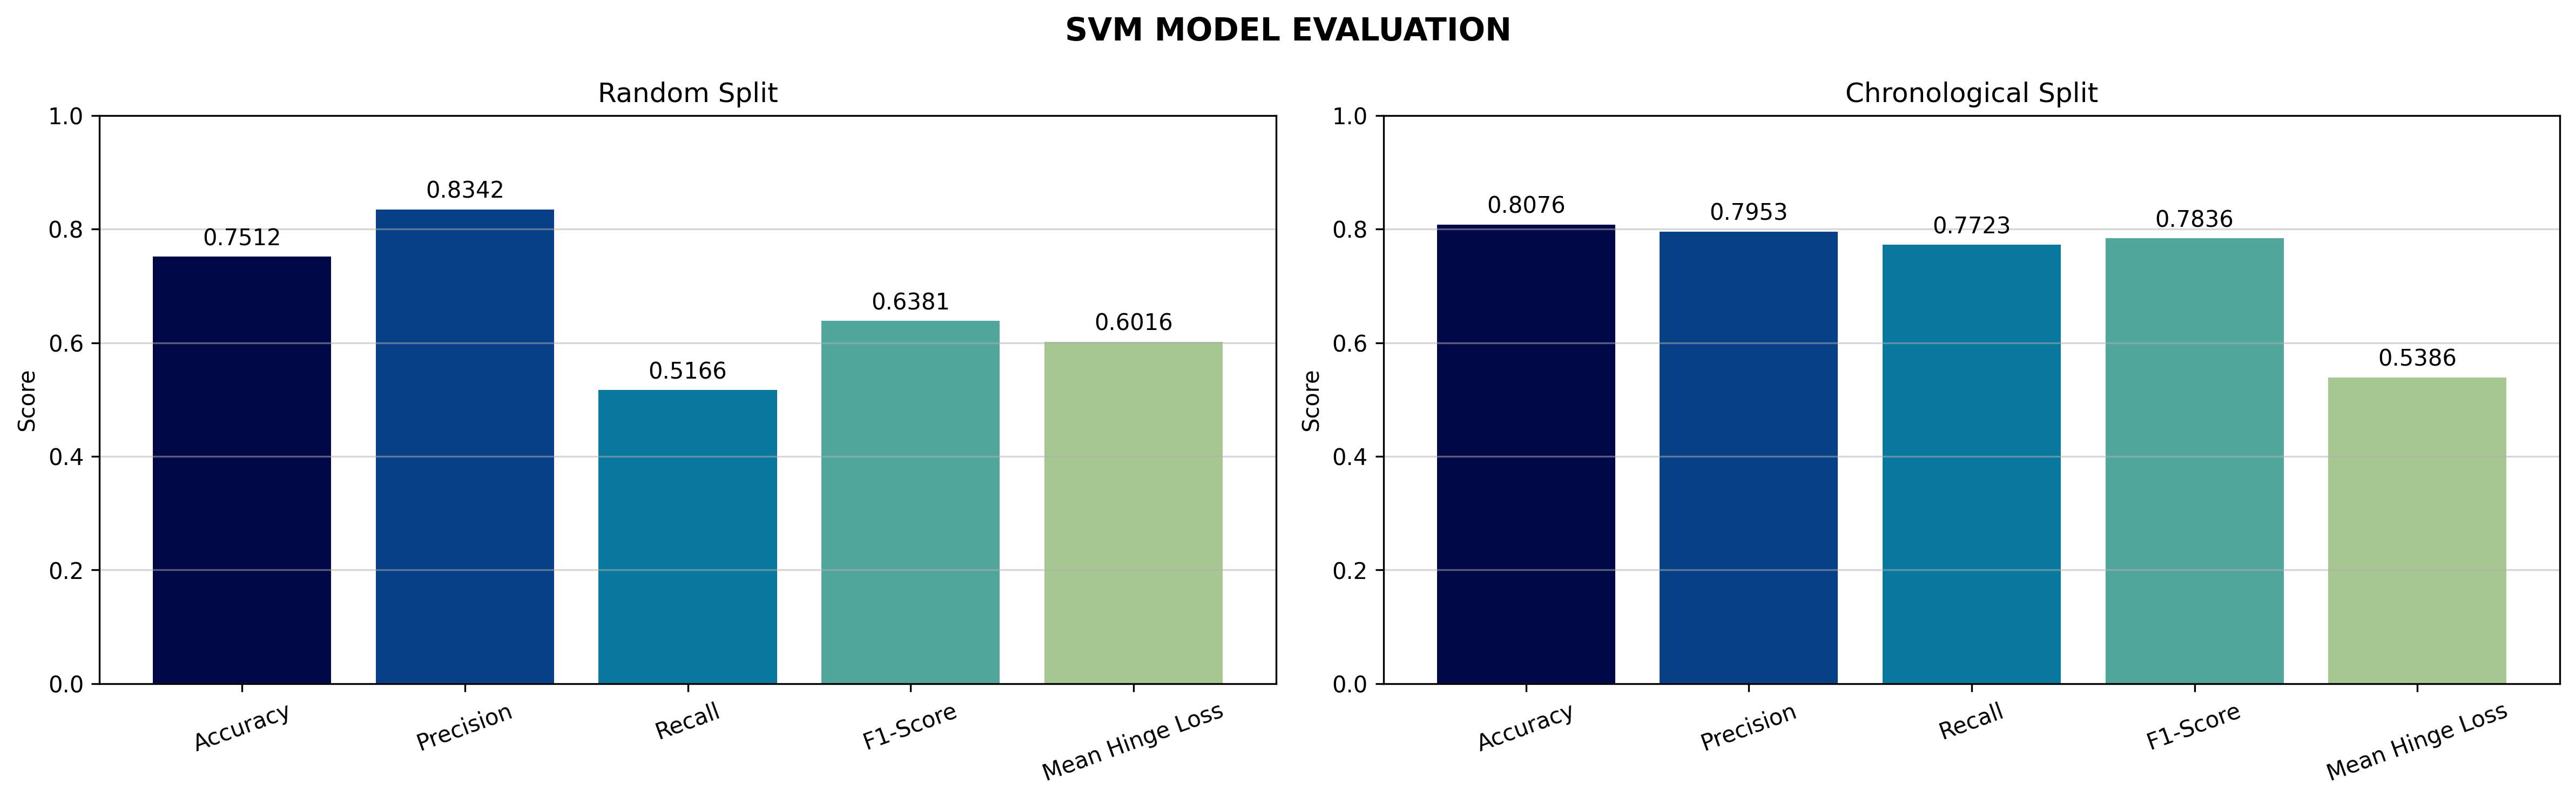 SVM MODEL EVALUATION
Random Split
Score
1.0
0.8
0.6
0.4
0.2
0.0
0.7512
0.8342
0.5166
0.6381
0.6016
Accuracy
Precision
Recall
F1-Score
Mean Hinge Loss
Chronological Split
Score
1.0
0.8
0.6
0.4
0.2
0.0
0.8076
0.7953
0.7723
0.7836
0.5386
Accuracy
Precision
Recall
F1-Score
Mean Hinge Loss